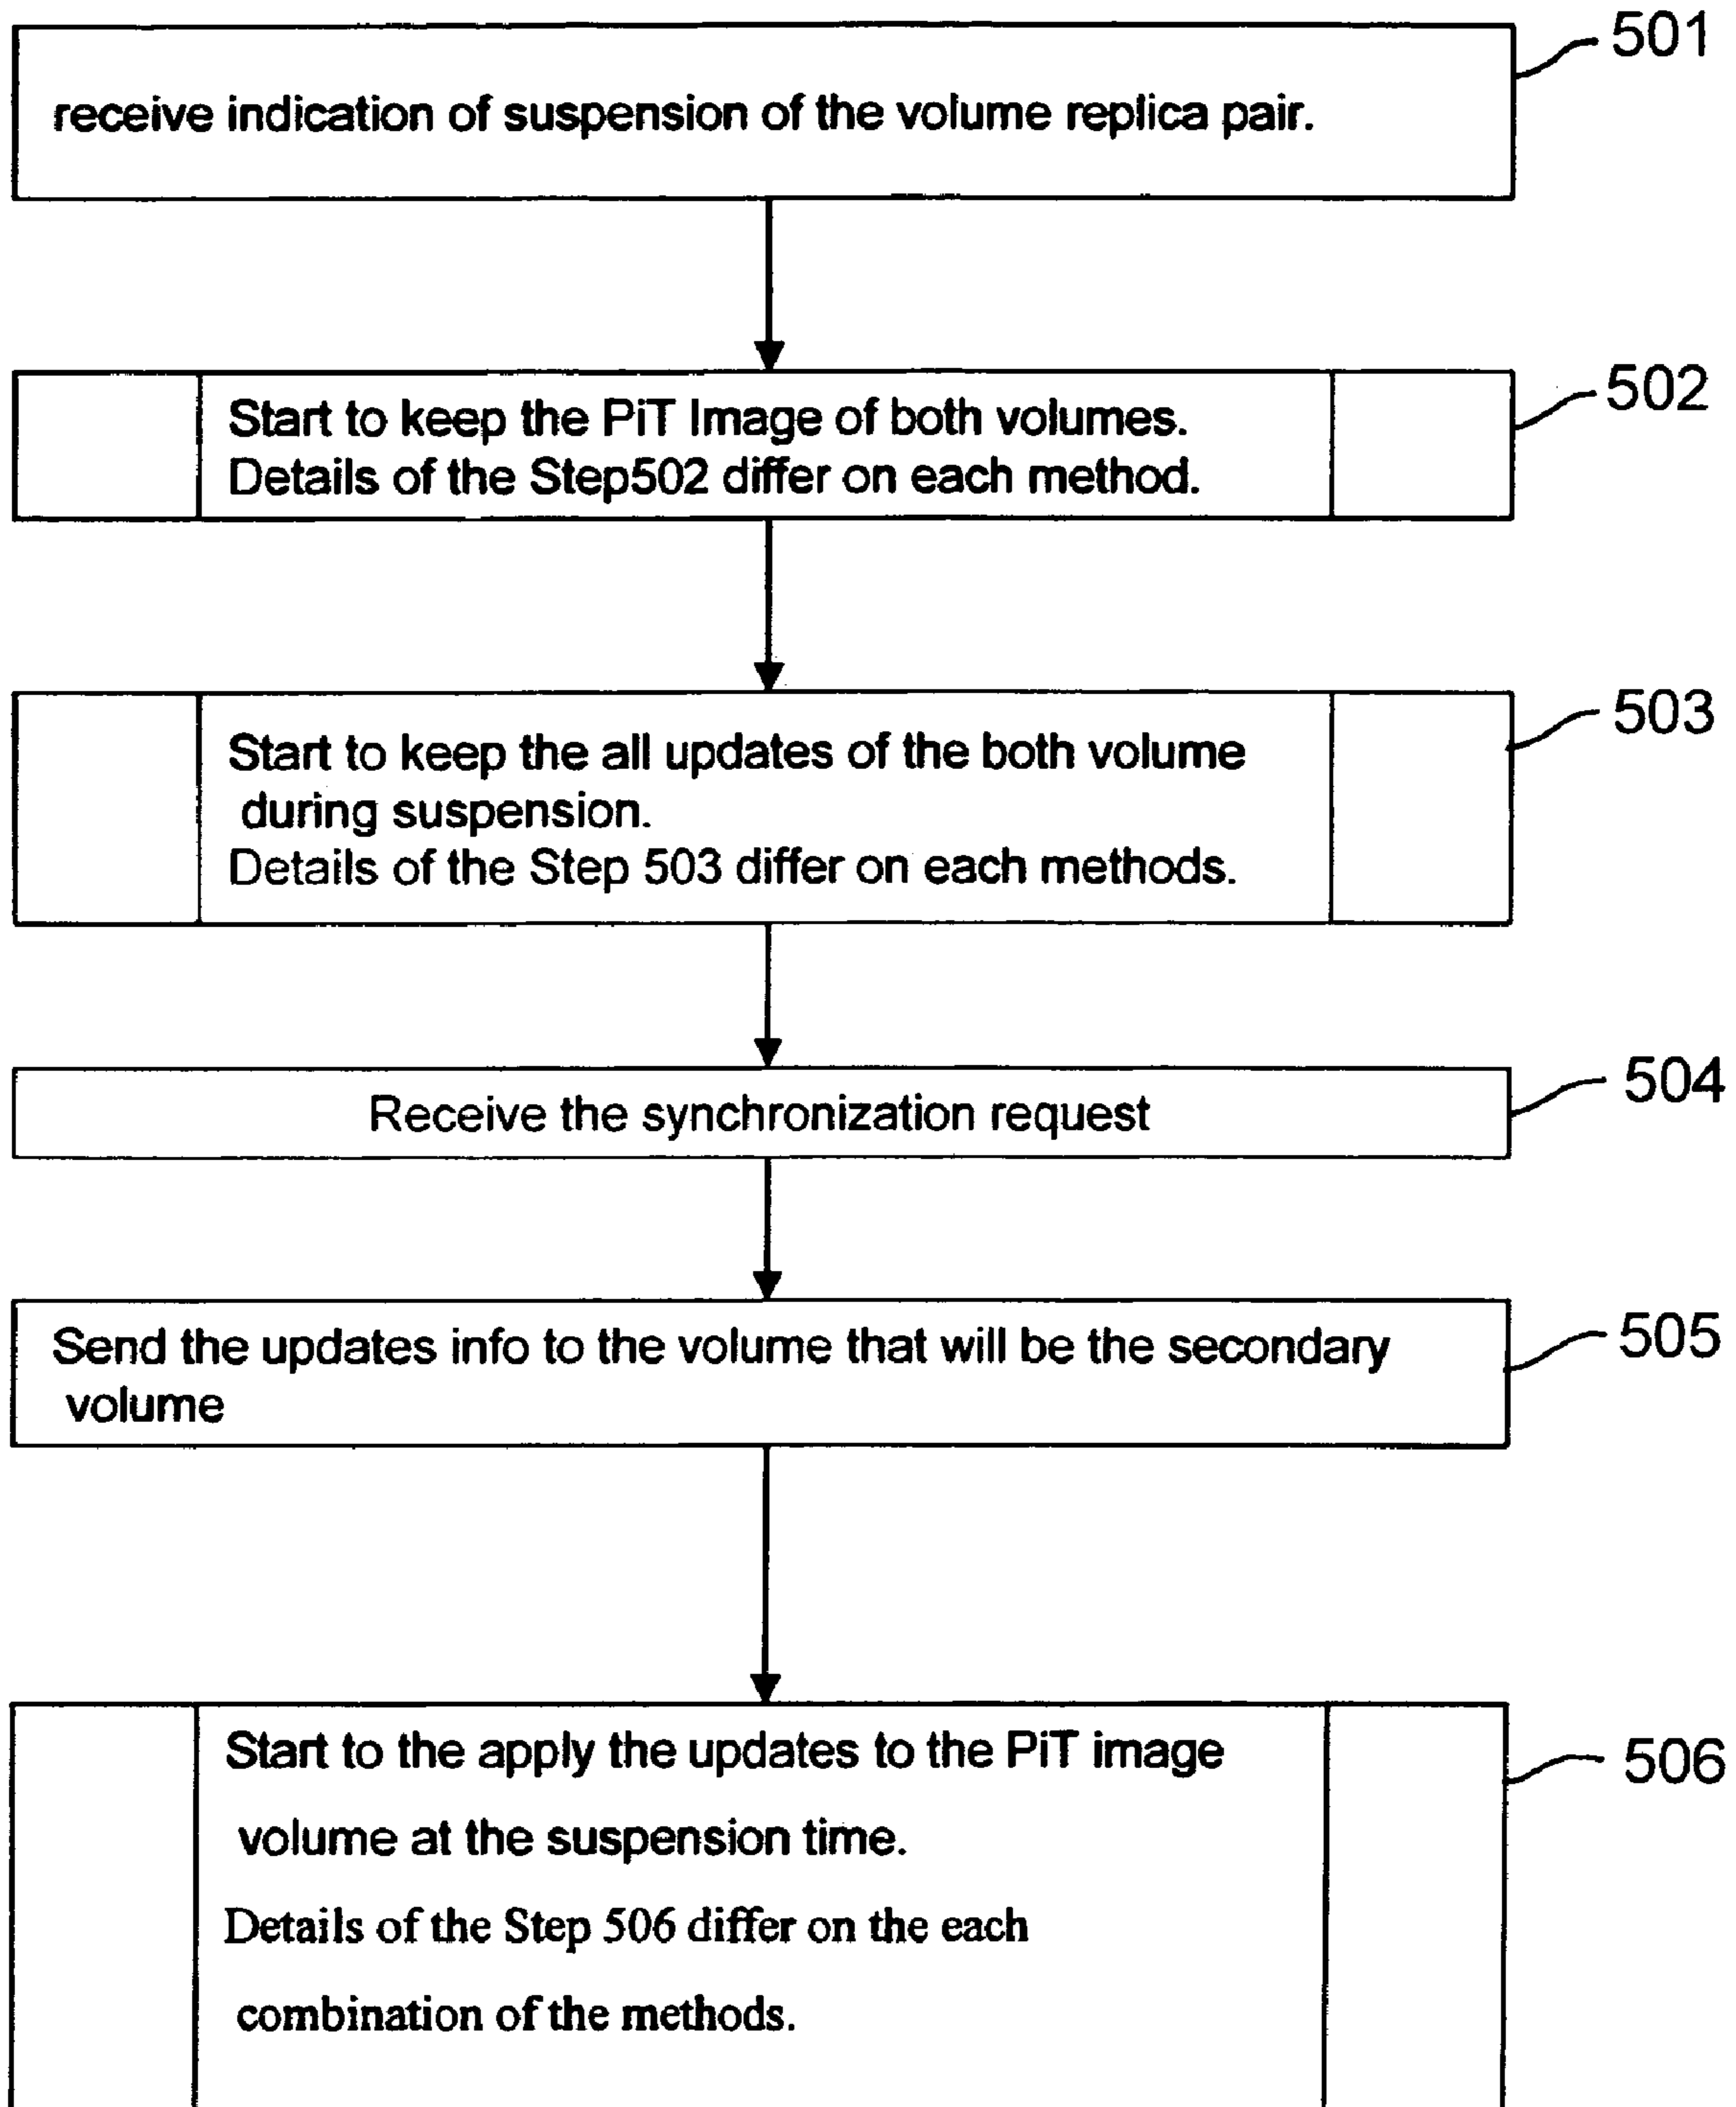 501
receive indication of suspension of the volume replica pair.
502
Start to keep the PiT Image of both volumes.
Details of the Step502 differ on each method.
503
Start to keep the all updates of the both volume
during suspension.
Details of the Step 503 differ on each methods.
504
Receive the synchronization request
505
Send the updates info to the volume that will be the secondary
volume
506
Start to the apply the updates to the PiT image
volume at the suspension time.
Details of the Step 506 differ on the each
combination of the methods.